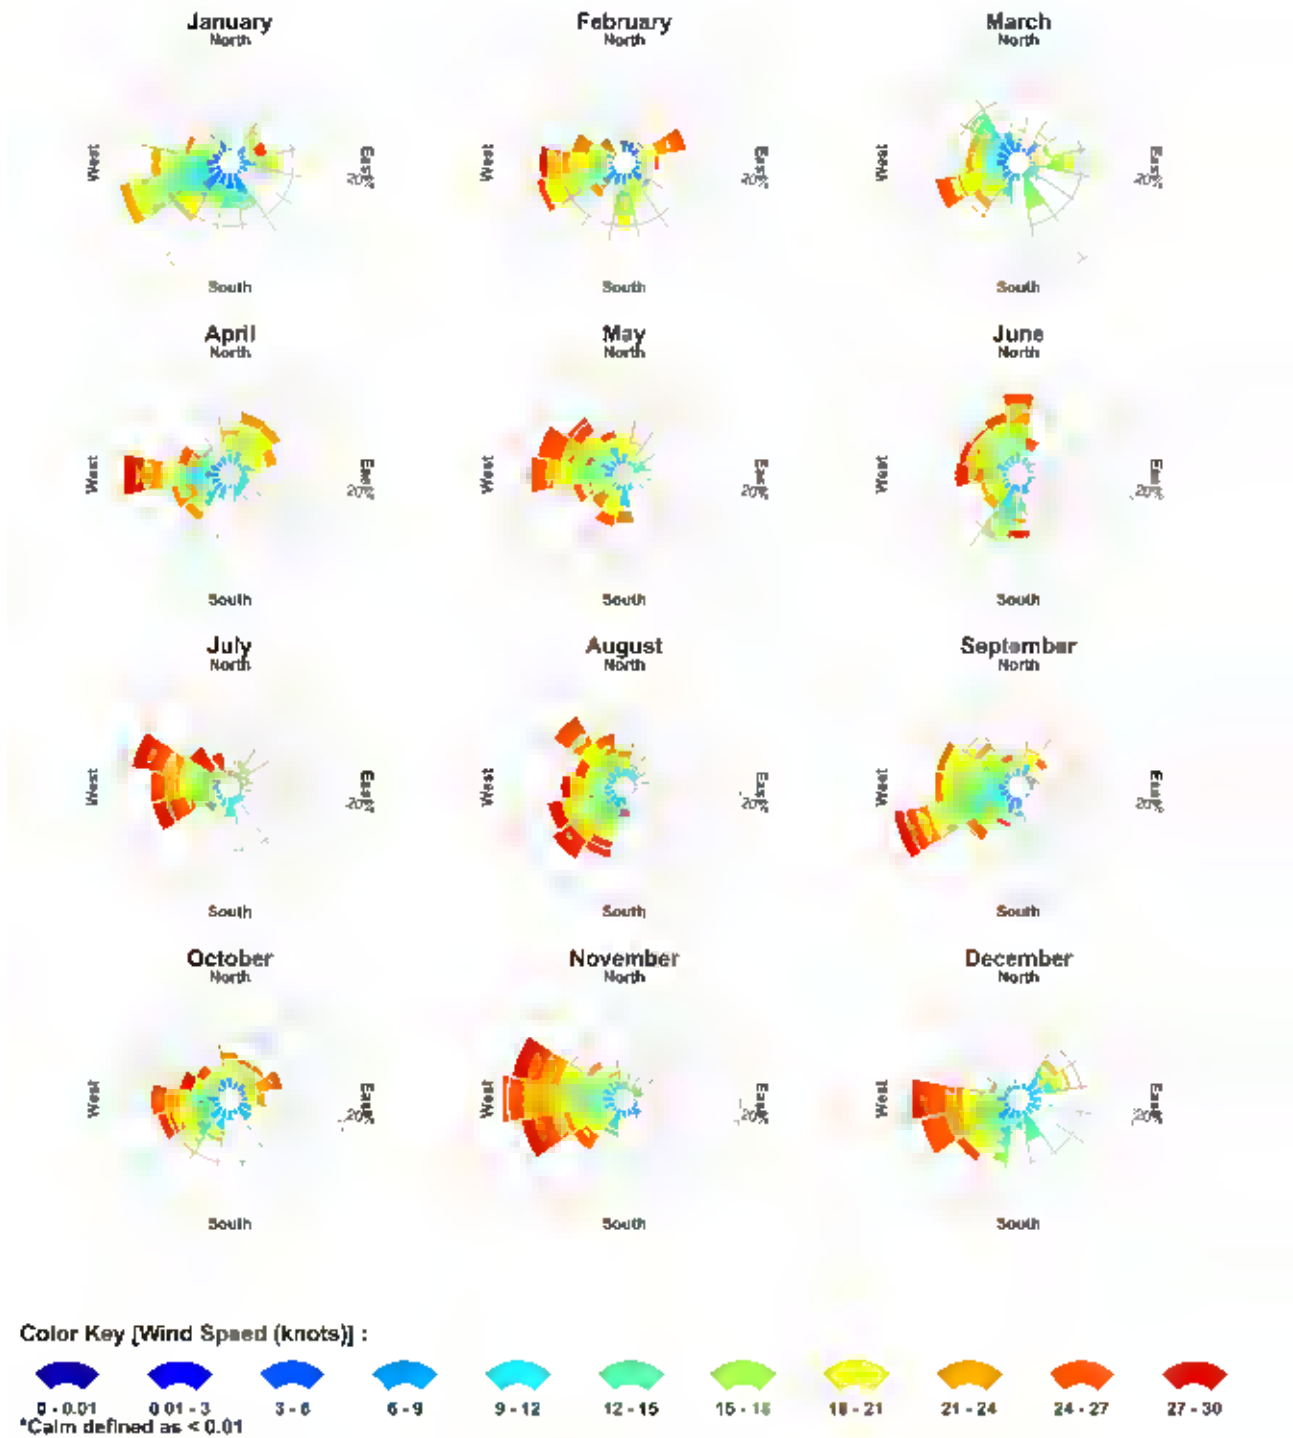 January February March
North North North
West East 20% West East 20% West East 20%
South South South
April May June
North North North
West East 20% West East 20% West East 20%
South South South
July August September
North North North
West East 20% West East 20% West East 20%
South South South
October November December
North North North
West East 20% West East 20% West East 20%
South South South
Color Key [Wind Speed (knots)] :
0 - 0.01 0.01 - 3 3 - 6 6 - 9 9 - 12 12 - 15 15 - 18 18 - 21 21 - 24 24 - 27 27 - 30
*Calm defined as < 0.01